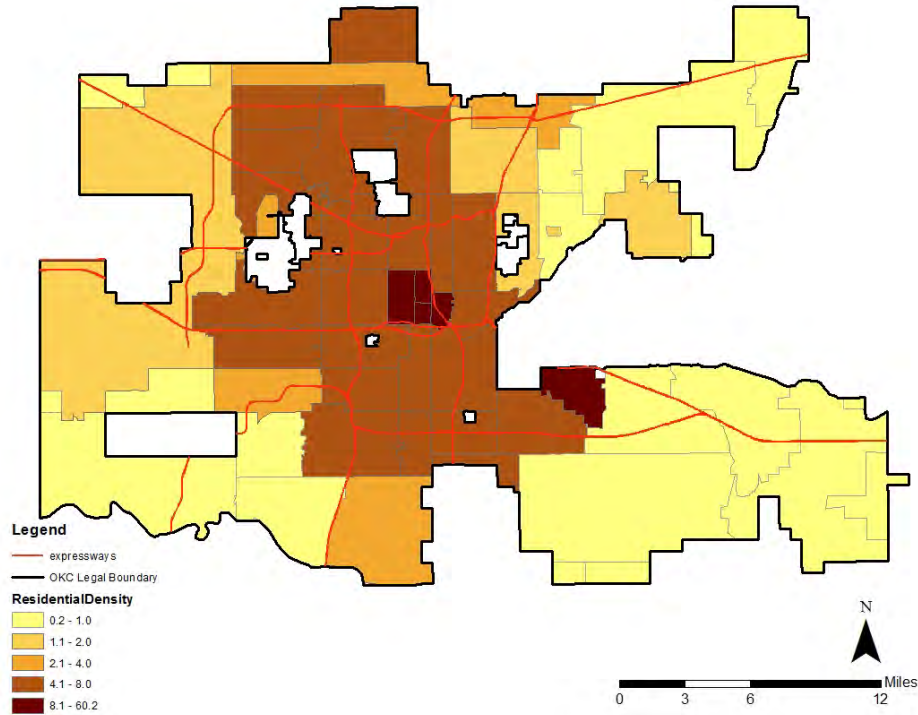 Legend
expressways
OKC Legal Boundary
ResidentialDensity
0.2 - 1.0
1.1 - 2.0
2.1 - 4.0
4.1 - 8.0
8.1 - 60.2
N
Miles
0 3 6 12